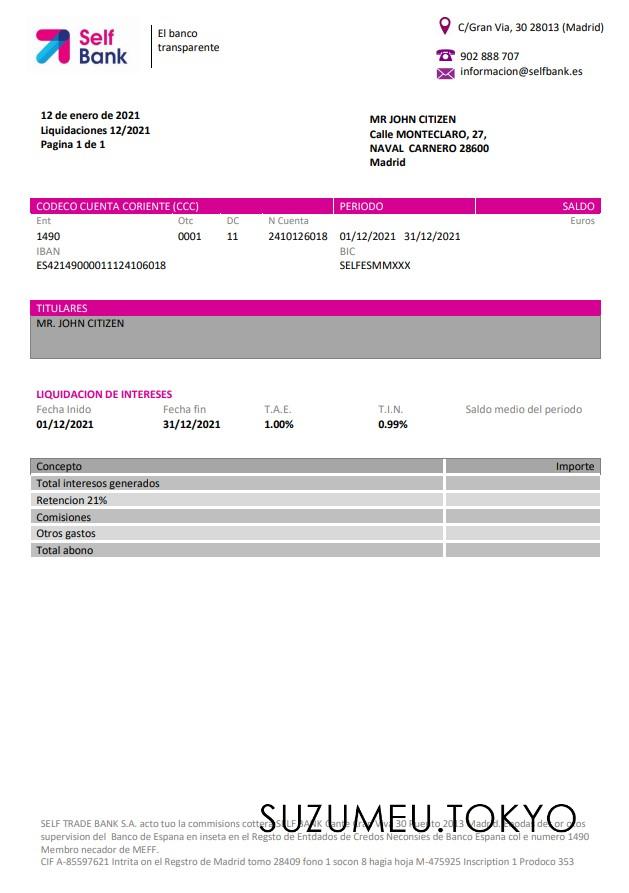 Self Bank
El banco transparente
C/Gran Via, 30 28013 (Madrid)
902 888 707
informacion@selfbank.es
12 de enero de 2021
Liquidaciones 12/2021
Pagina 1 de 1
MR JOHN CITIZEN
Calle MONTECLARO, 27,
NAVAL CARNERO 28600
Madrid
CODECO CUENTA CORIENTE (CCC) PERIODO SALDO
Ent Otc DC N Cuenta Euros
1490 0001 11 2410126018 01/12/2021 31/12/2021
IBAN BIC
ES42149000011124106018 SELFESMMXXX
TITULARES
MR. JOHN CITIZEN
LIQUIDACION DE INTERESES
Fecha Inido Fecha fin T.A.E. T.I.N. Saldo medio del periodo
01/12/2021 31/12/2021 1.00% 0.99%
Concepto Importe
Total interesos generados
Retencion 21%
Comisiones
Otros gastos
Total abono
SUZUMEU.TOKYO
SELF TRADE BANK S.A. acto tuo la commisions cottera SELF BANK 30 2013 Madrid.
supervision del Banco de Espana en inseta en el Regsto de Entdados de Credos Neconsies de Banco Espana col e numero 1490
Membro necador de MEFF.
CIF A-85597621 Intrita on el Regstro de Madrid tomo 28409 fono 1 socon 8 hagia hoja M-475925 Inscription 1 Prodoco 353